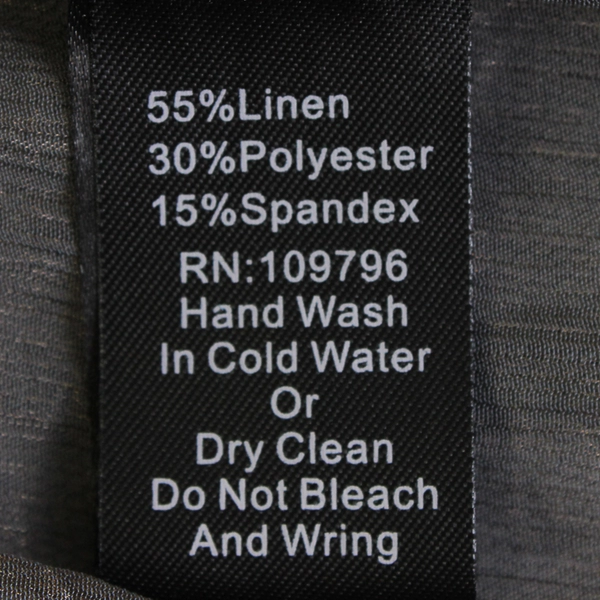 55%Linen
30%Polyester
15%Spandex
RN:109796
Hand Wash
In Cold Water
Or
Dry Clean
Do Not Bleach
And Wring